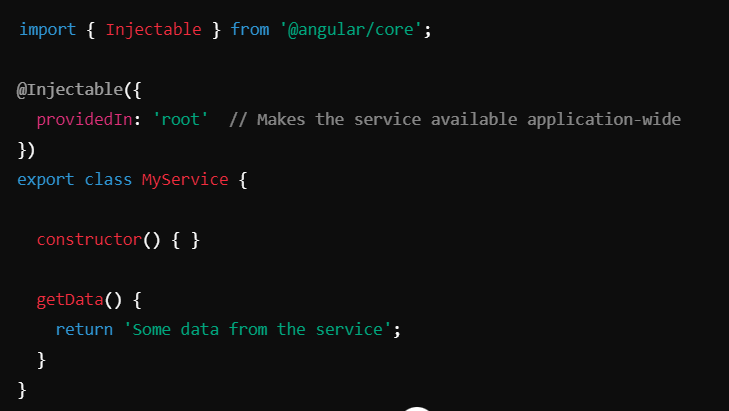 import { Injectable } from '@angular/core';
@Injectable({
  providedIn: 'root'  // Makes the service available application-wide
})
export class MyService {
  constructor() { }
  getData() {
    return 'Some data from the service';
  }
}